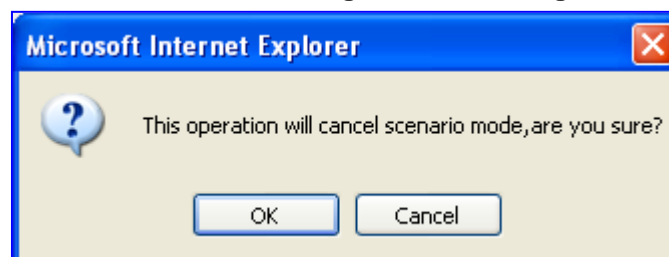 Microsoft Internet Explorer
This operation will cancel scenario mode,are you sure?
OK
Cancel